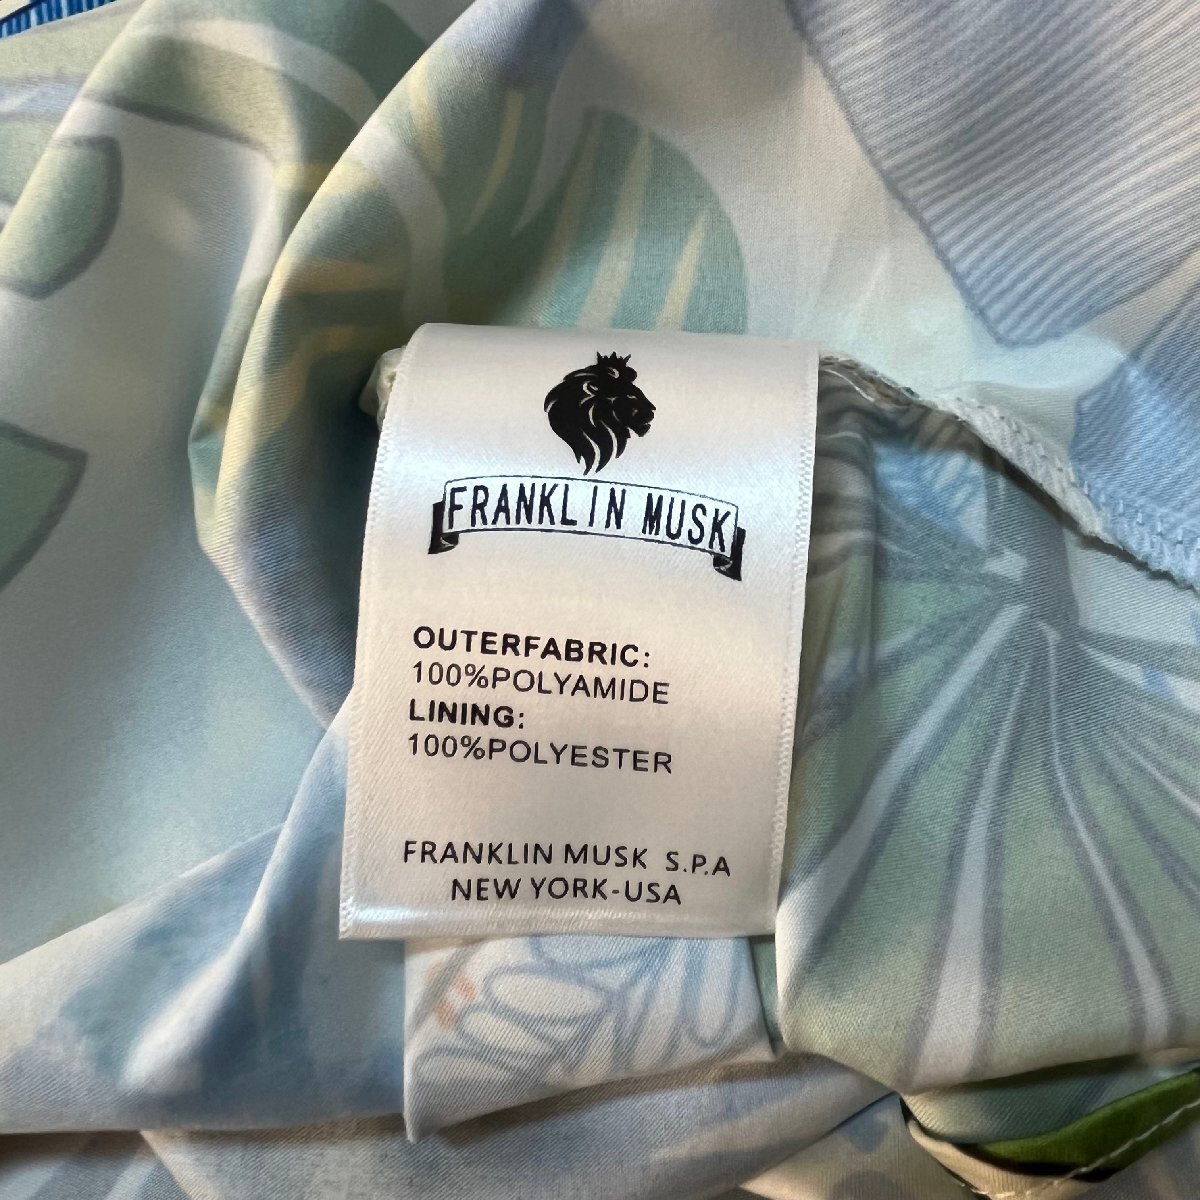 FRANKLIN MUSK
OUTERFABRIC:
100%POLYAMIDE
LINING:
100%POLYESTER
FRANKLIN MUSK S.P.A
NEW YORK-USA